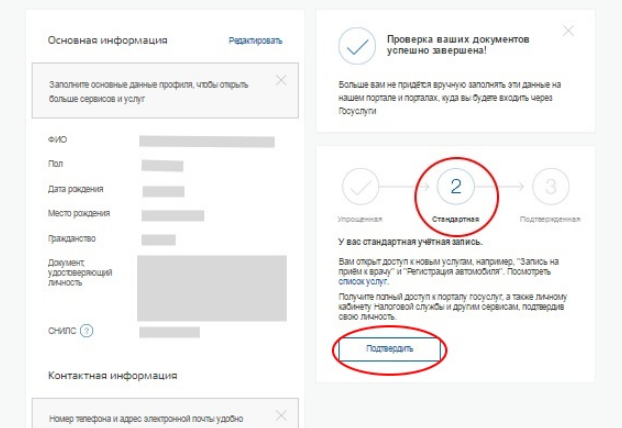 Основная информация
Редактировать
Заполните основные данные профиля, чтобы открыть
больше сервисов и услуг
ФИО
Пол
Дата рождения
Место рождения
Гражданство
Документ,
удостоверяющий
личность
СНИЛС ?
Контактная информация
Номер телефона и адрес электронной почты удобно
Проверка ваших документов
успешно завершена!
Больше вам не придётся вручную заполнять эти данные на
нашем портале и порталах, куда вы будете входить через
Госуслуги
2
3
Упрощенная
Стандартная
Подтвержденная
У вас стандартная учётная запись.
Вам открыт доступ к новым услугам, например, "Запись на
приём к врачу" и "Регистрация автомобиля". Посмотреть
список услуг.
Получите полный доступ к порталу госуслуг, а также личному
кабинету Налоговой службы и другим сервисам, подтвердив
свою личность.
Подтвердить